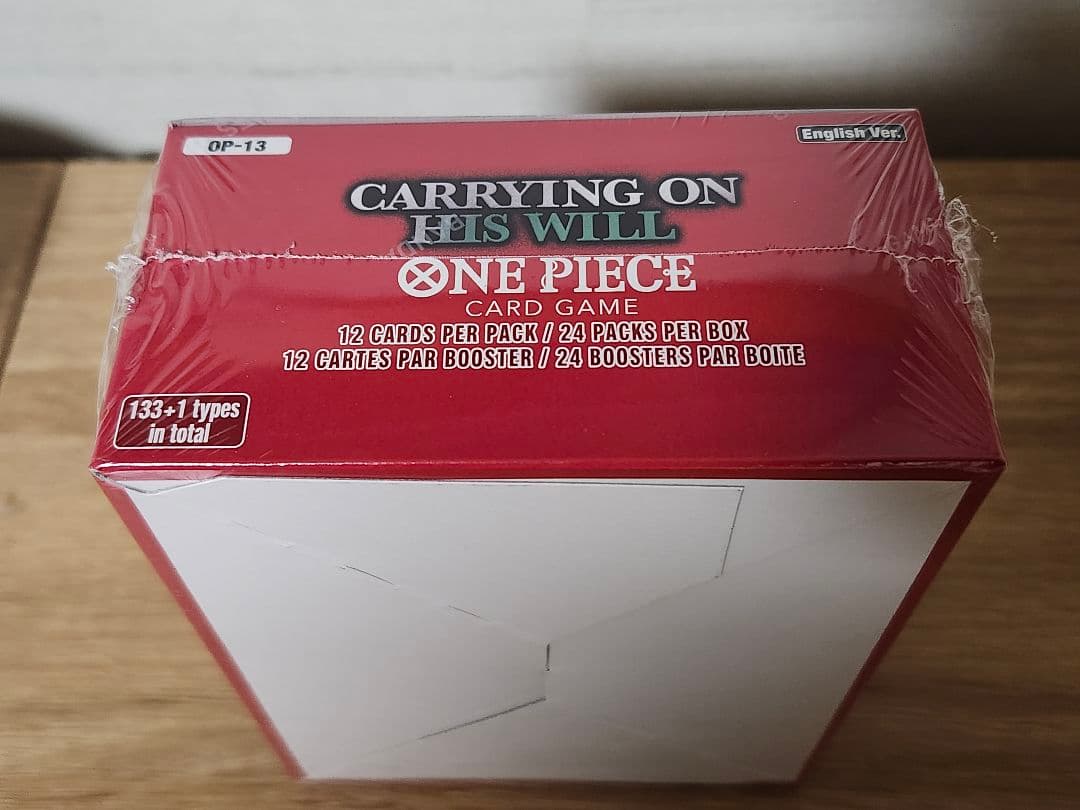 OP-13
English Ver.
CARRYING ON
HIS WILL
ONE PIECE
CARD GAME
12 CARDS PER PACK / 24 PACKS PER BOX
12 CARTES PAR BOOSTER / 24 BOOSTERS PAR BOITE
133+1 types
in total